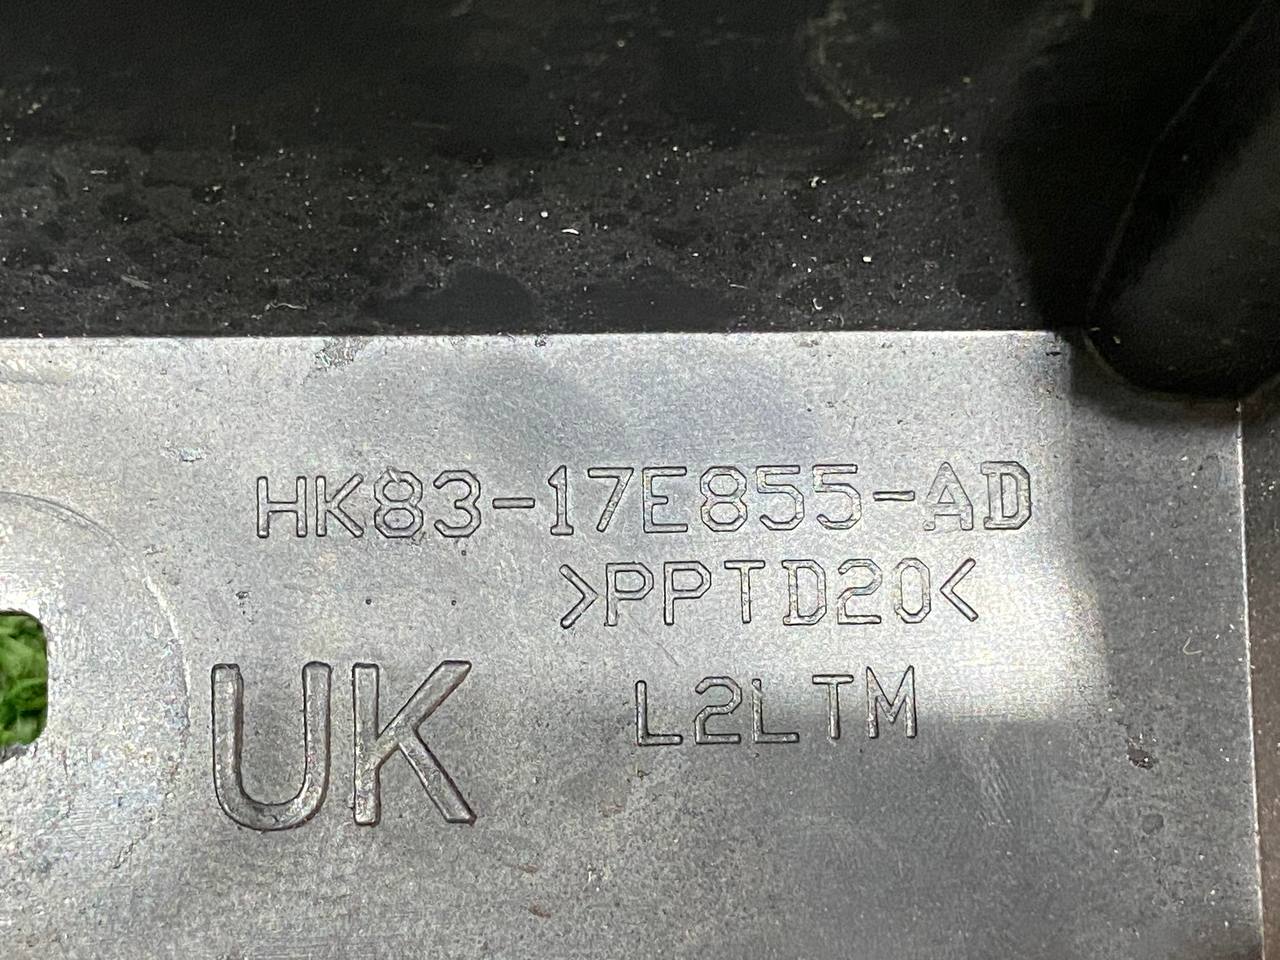 HK83-17E855-AD
>PPTD20<
UK
L2LTM